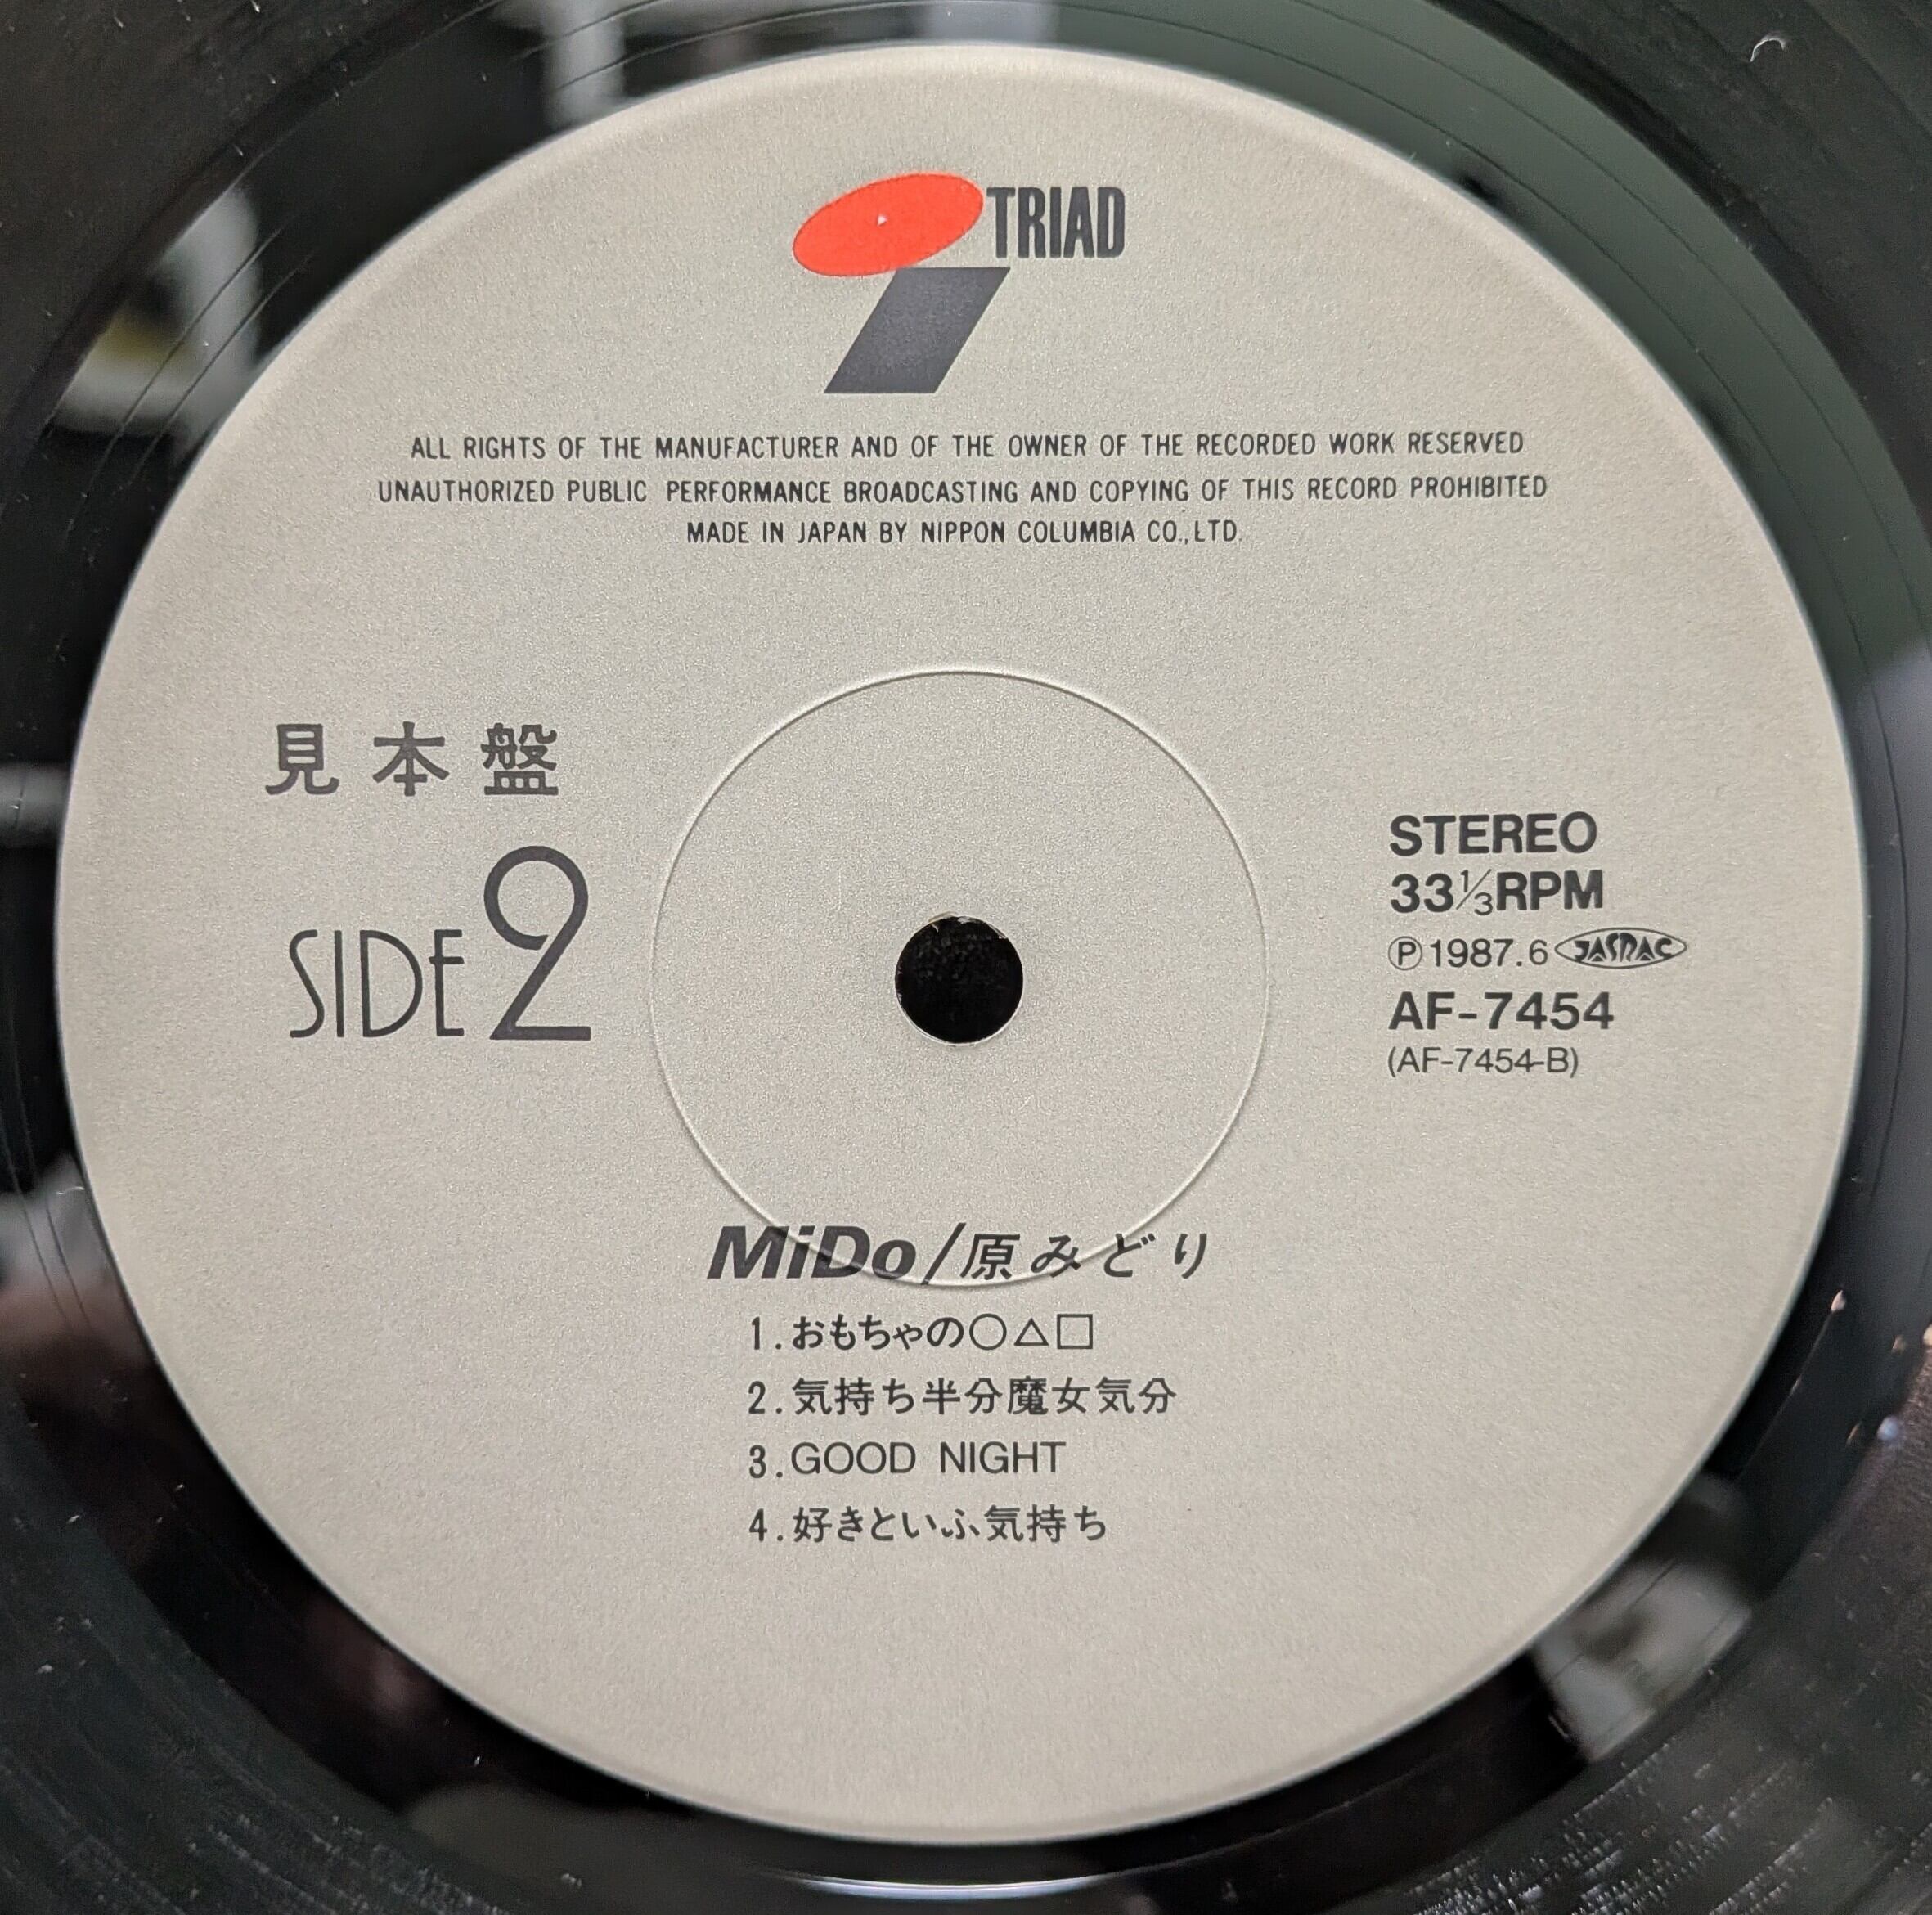 TRIAD
ALL RIGHTS OF THE MANUFACTURER AND OF THE OWNER OF THE RECORDED WORK RESERVED
UNAUTHORIZED PUBLIC PERFORMANCE BROADCASTING AND COPYING OF THIS RECORD PROHIBITED
MADE IN JAPAN BY NIPPON COLUMBIA CO.,LTD.
見本盤
SIDE 2
STEREO
33⅓RPM
Ⓟ1987.6 JASRAC
AF-7454
(AF-7454-B)
MiDo/原みどり
1.おもちゃの○△□
2.気持ち半分魔女気分
3.GOOD NIGHT
4.好きといふ気持ち